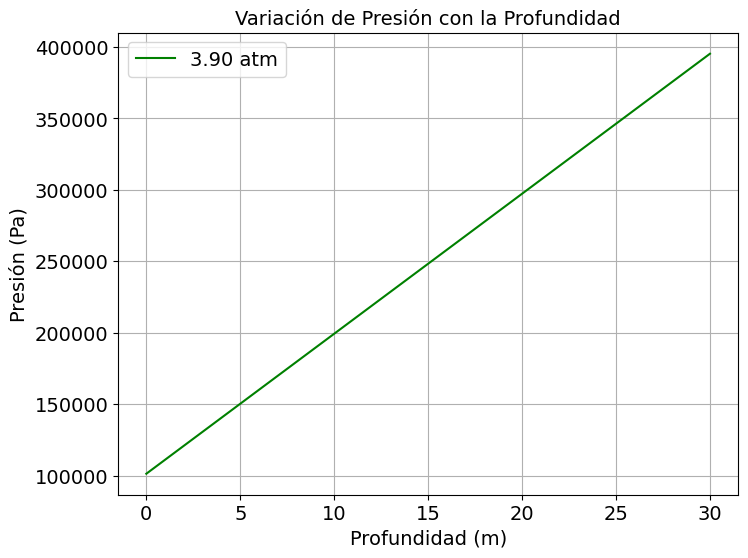 Variación de Presión con la Profundidad
3.90 atm
Presión (Pa)
400000
350000
300000
250000
200000
150000
100000
0 5 10 15 20 25 30
Profundidad (m)